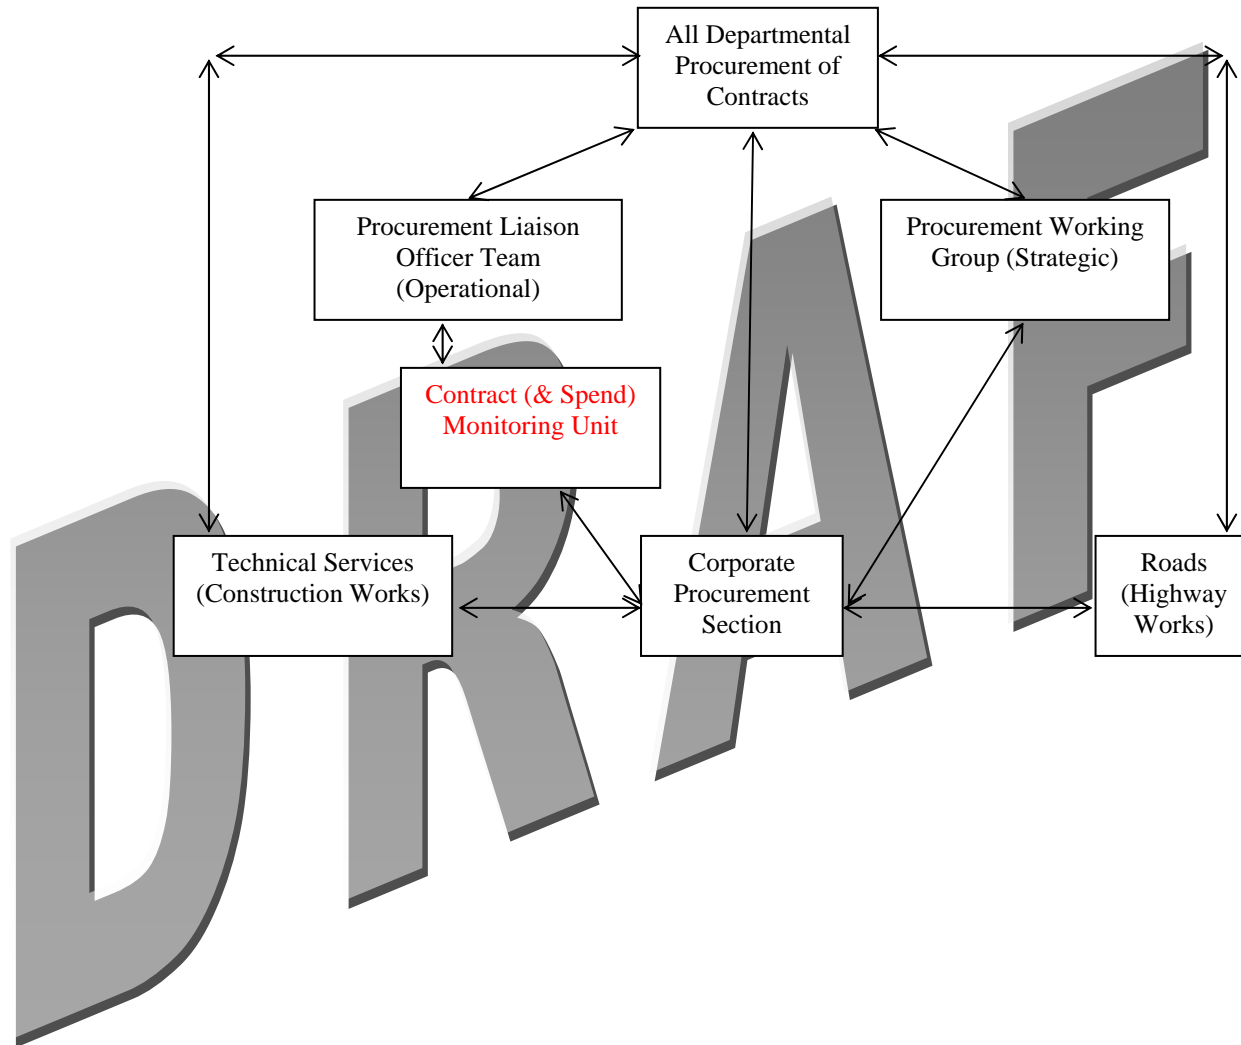 All Departmental
Procurement of
Contracts
Procurement Liaison
Officer Team
(Operational)
Procurement Working
Group (Strategic)
Contract (& Spend)
Monitoring Unit
Technical Services
(Construction Works)
Corporate
Procurement
Section
Roads
(Highway
Works)
DRAFT